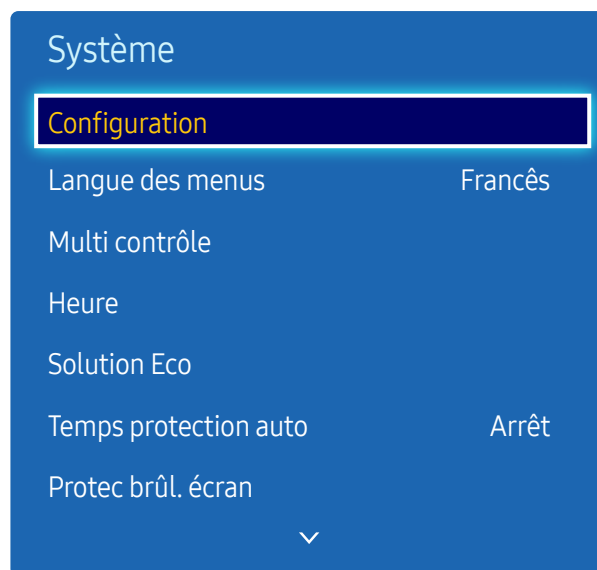 Système
Configuration
Langue des menus Francês
Multi contrôle
Heure
Solution Eco
Temps protection auto Arrêt
Protec brûl. écran